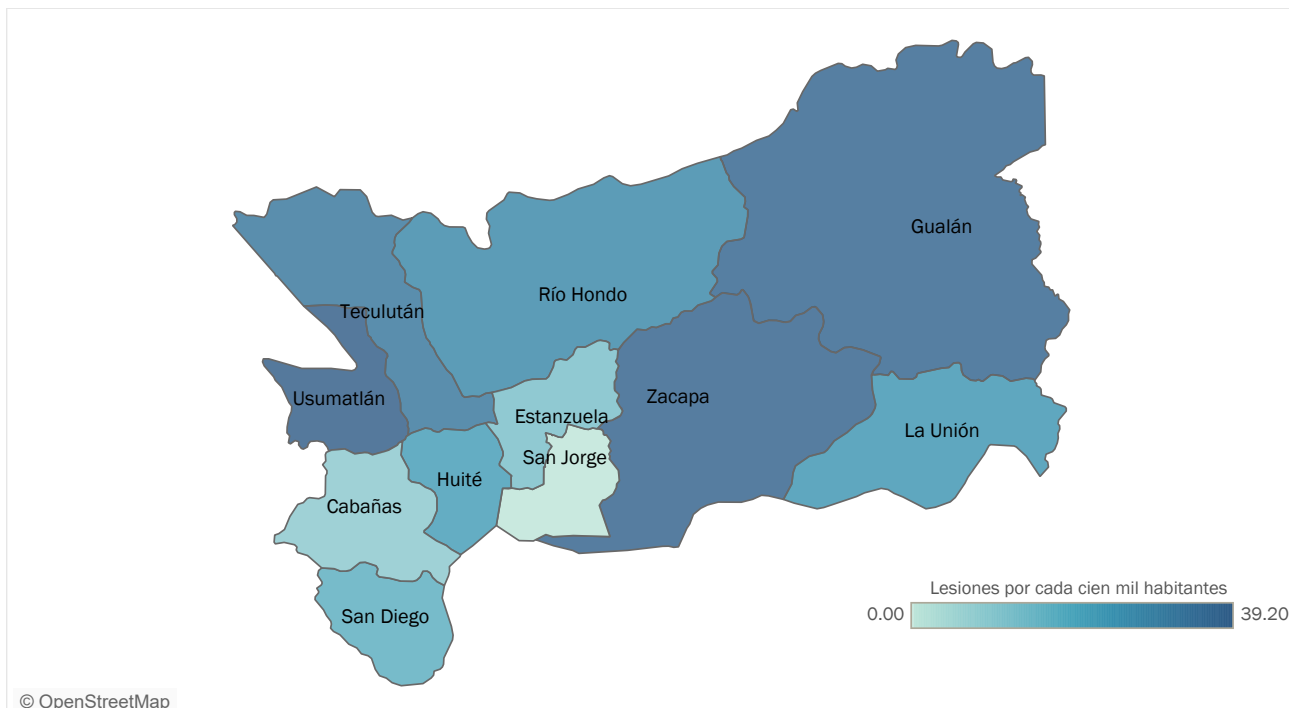 Gualán
Río Hondo
Teculután
Usumatlán
Zacapa
Estanzuela
La Unión
San Jorge
Huité
Cabañas
San Diego
Lesiones por cada cien mil habitantes
0.00
39.20
© OpenStreetMap